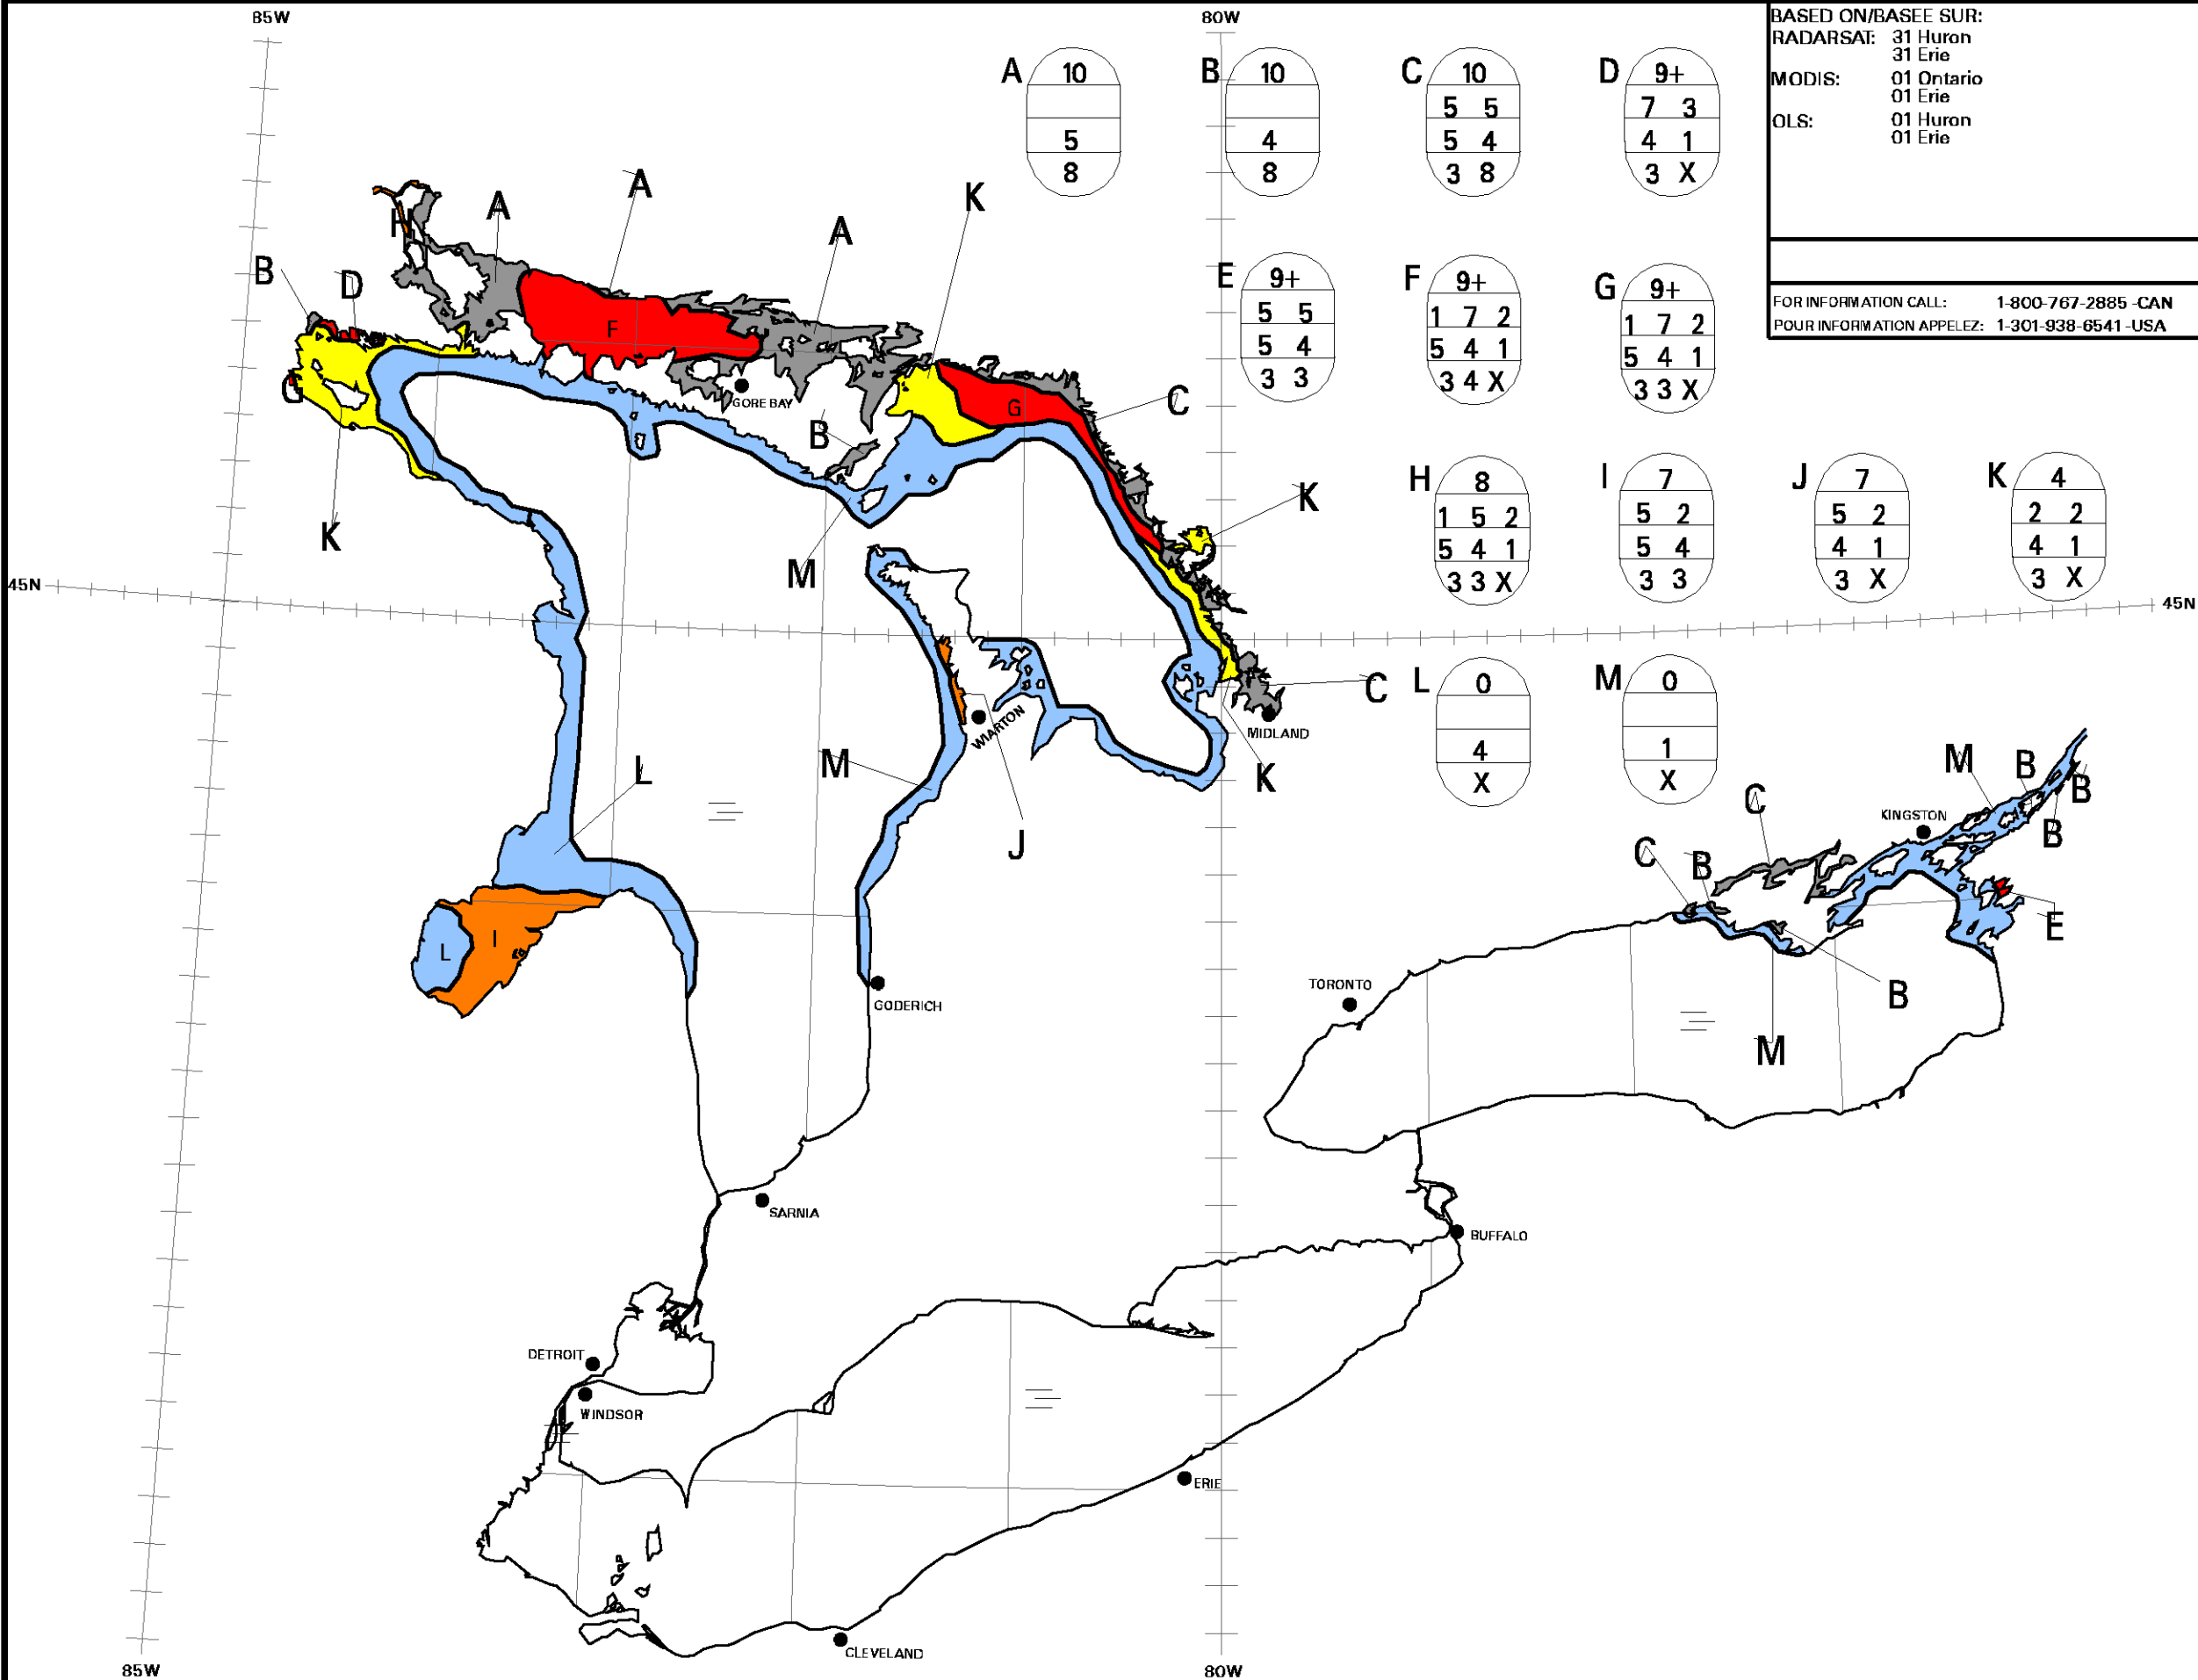 85W
80W
BASED ON/BASEE SUR:
RADARSAT: 31 Huron
31 Erie
MODIS: 01 Ontario
01 Erie
OLS: 01 Huron
01 Erie
FOR INFORMATION CALL: 1-800-767-2885 -CAN
POUR INFORMATION APPELEZ: 1-301-938-6541 -USA
A
10
5
8
B
10
4
8
C
10
5 5
5 4
3 8
D
9+
7 3
4 1
3 X
E
9+
5 5
5 4
3 3
F
9+
1 7 2
5 4 1
3 4 X
G
9+
1 7 2
5 4 1
3 3 X
H
8
1 5 2
5 4 1
3 3 X
I
7
5 2
5 4
3 3
J
7
5 2
4 1
3 X
K
4
2 2
4 1
3 X
L
0
4
X
M
0
1
X
A
A
K
H
A
B
D
F
G
GORE BAY
G
C
B
K
K
M
45N
45N
C
WIARTON
MIDLAND
K
L
M
J
M
B
B
C
KINGSTON
B
C
B
E
I
L
B
GODERICH
TORONTO
M
SARNIA
BUFFALO
DETROIT
WINDSOR
ERIE
CLEVELAND
85W
80W